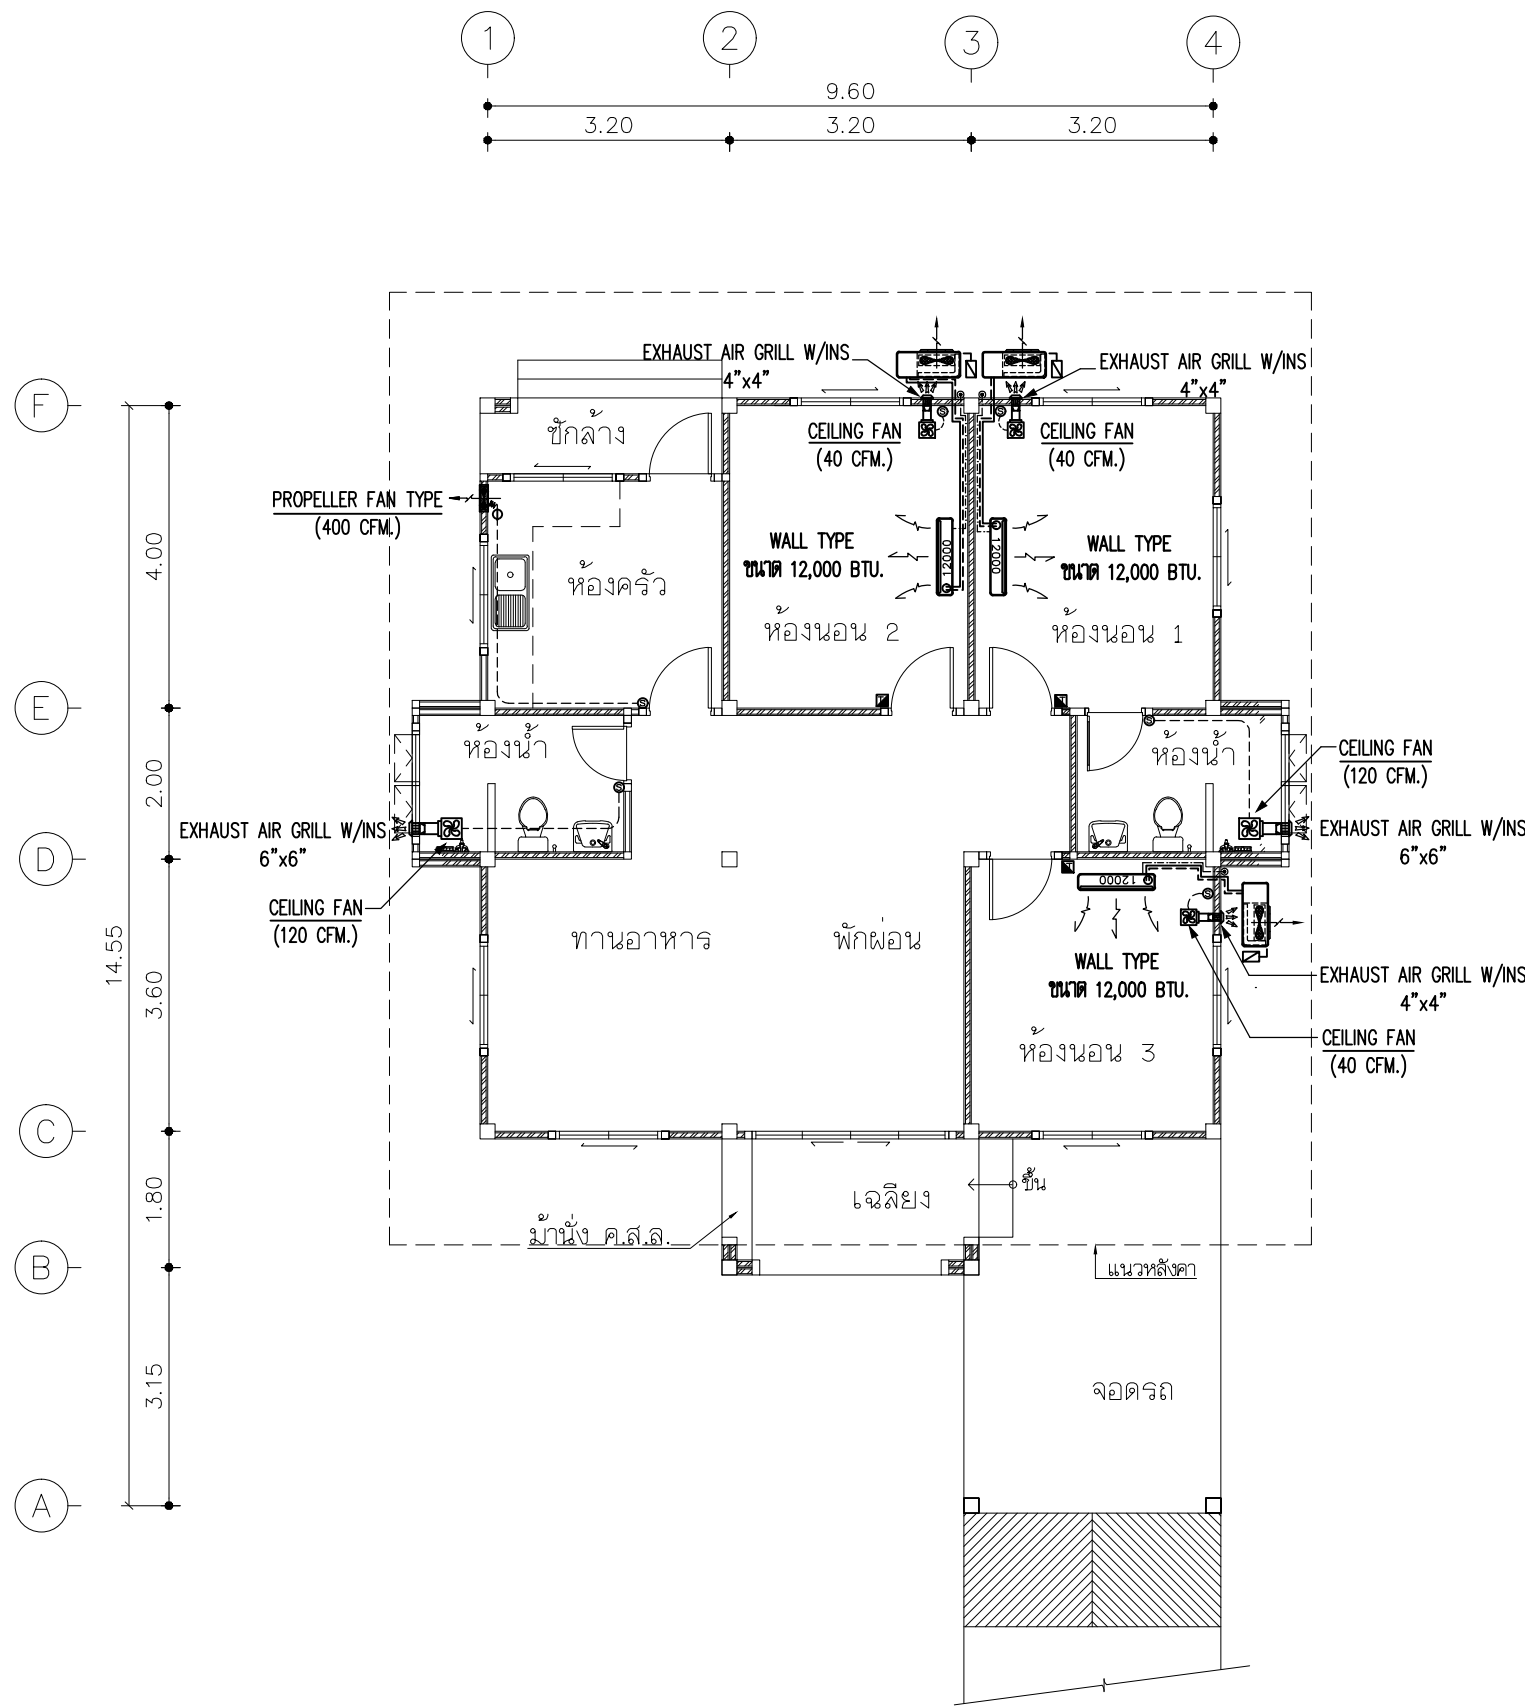 1 2 3 4
9.60
3.20 3.20 3.20
EXHAUST AIR GRILL W/INS
4"x4"
EXHAUST AIR GRILL W/INS
4"x4"
F
ซักล้าง
CEILING FAN
(40 CFM.)
CEILING FAN
(40 CFM.)
PROPELLER FAN TYPE
(400 CFM.)
4.00
WALL TYPE
ขนาด 12,000 BTU.
12000
12000
WALL TYPE
ขนาด 12,000 BTU.
ห้องครัว
ห้องนอน 2
ห้องนอน 1
S
S
S
T
T
E
ห้องน้ำ
ห้องน้ำ
S
S
2.00
CEILING FAN
(120 CFM.)
EXHAUST AIR GRILL W/INS
6"x6"
EXHAUST AIR GRILL W/INS
6"x6"
D
T
12000
S
CEILING FAN
(120 CFM.)
14.55
3.60
ทานอาหาร
พักผ่อน
WALL TYPE
ขนาด 12,000 BTU.
EXHAUST AIR GRILL W/INS
4"x4"
ห้องนอน 3
CEILING FAN
(40 CFM.)
C
1.80
เฉลียง
ขึ้น
ม้านั่ง ค.ส.ล.
B
แนวหลังคา
3.15
จอดรถ
A